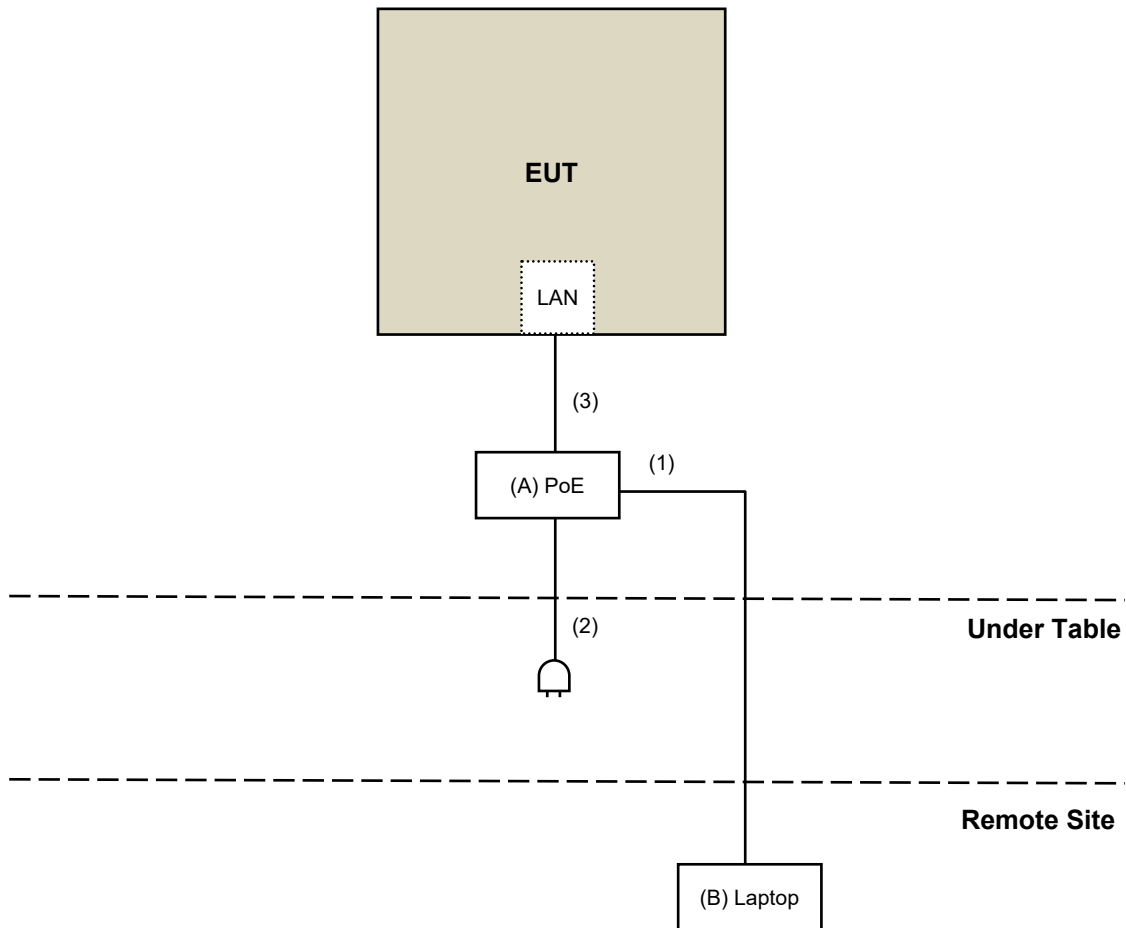 EUT
LAN
(3)
(1)
(A) PoE
(2)
Under Table
Remote Site
(B) Laptop